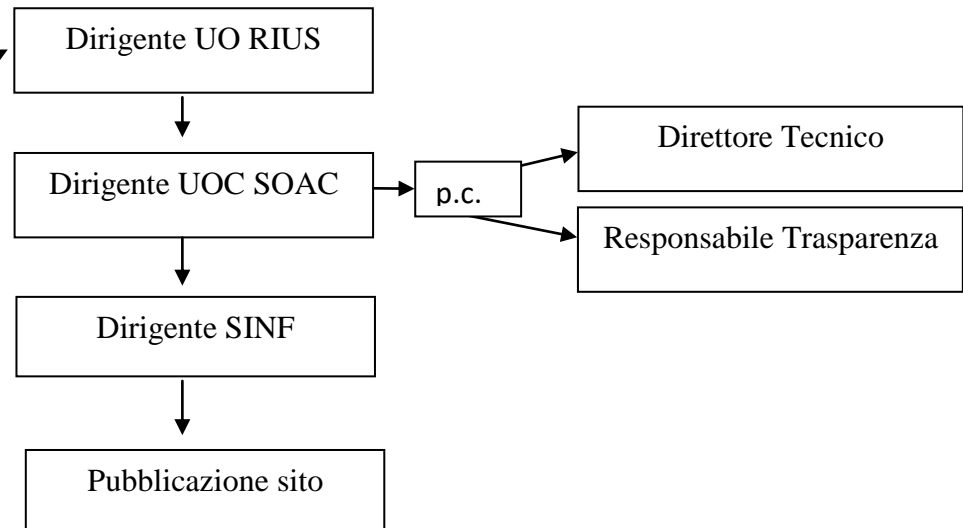 Dirigente UO RIUS
Direttore Tecnico
Dirigente UOC SOAC
p.c.
Responsabile Trasparenza
Dirigente SINF
Pubblicazione sito